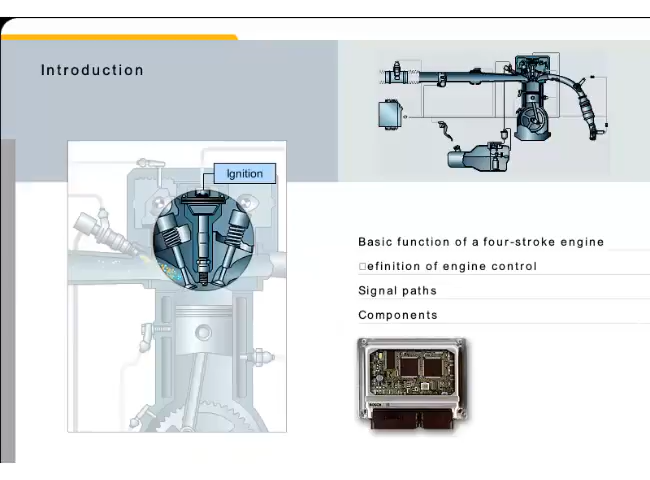 Introduction
Ignition
Basic function of a four-stroke engine
□efinition of engine control
Signal paths
Components
BOSCH